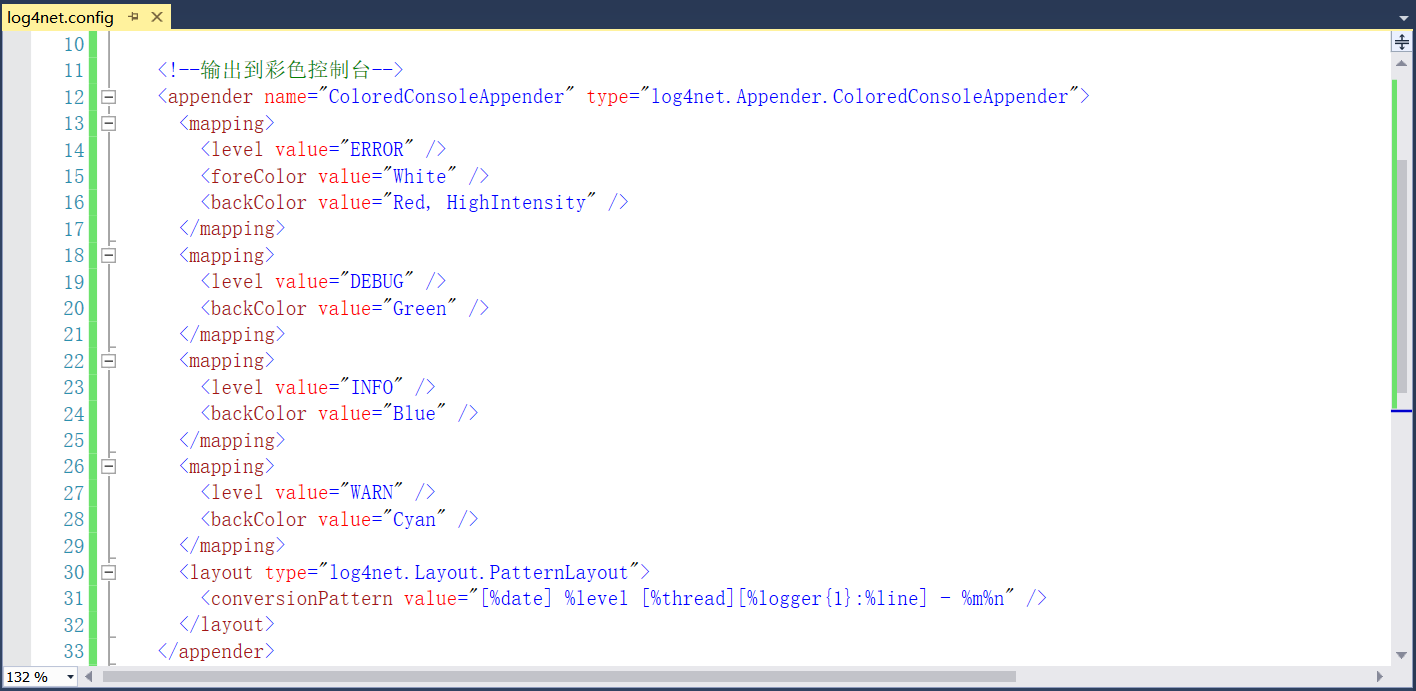 log4net.config
10
11 <!--输出到彩色控制台-->
12 <appender name="ColoredConsoleAppender" type="log4net.Appender.ColoredConsoleAppender">
13 <mapping>
14 <level value="ERROR" />
15 <foreColor value="White" />
16 <backColor value="Red, HighIntensity" />
17 </mapping>
18 <mapping>
19 <level value="DEBUG" />
20 <backColor value="Green" />
21 </mapping>
22 <mapping>
23 <level value="INFO" />
24 <backColor value="Blue" />
25 </mapping>
26 <mapping>
27 <level value="WARN" />
28 <backColor value="Cyan" />
29 </mapping>
30 <layout type="log4net.Layout.PatternLayout">
31 <conversionPattern value="[%date] %level [%thread][%logger{1}:%line] - %m%n" />
32 </layout>
33 </appender>
132 %